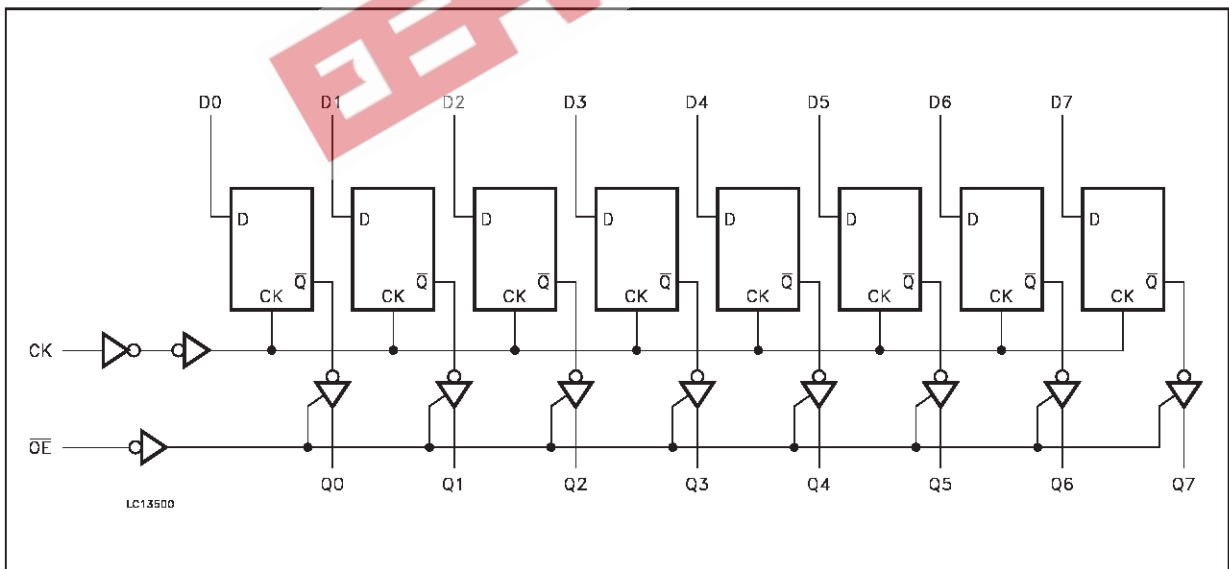 D0 D1 D2 D3 D4 D5 D6 D7
D D D D D D D D
Q̅ Q̅ Q̅ Q̅ Q̅ Q̅ Q̅ Q̅
CK CK CK CK CK CK CK CK
CK
O̅E̅
Q0 Q1 Q2 Q3 Q4 Q5 Q6 Q7
LC13500